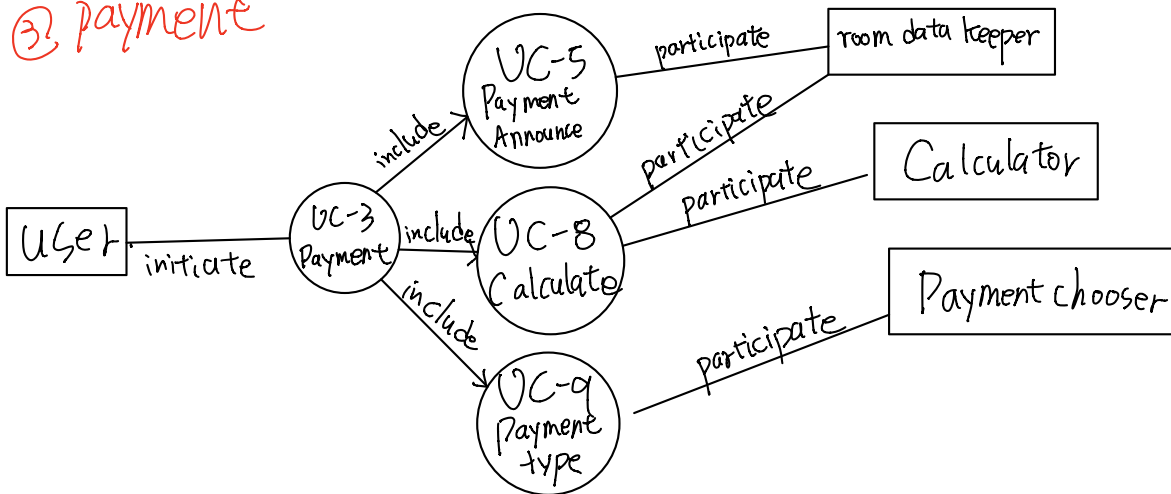 ③ payment
user
initiate
UC-3
Payment
include
include
include
UC-5
Payment
Announce
UC-8
Calculate
UC-9
Payment
type
participate
participate
participate
participate
room data keeper
Calculator
Payment chooser